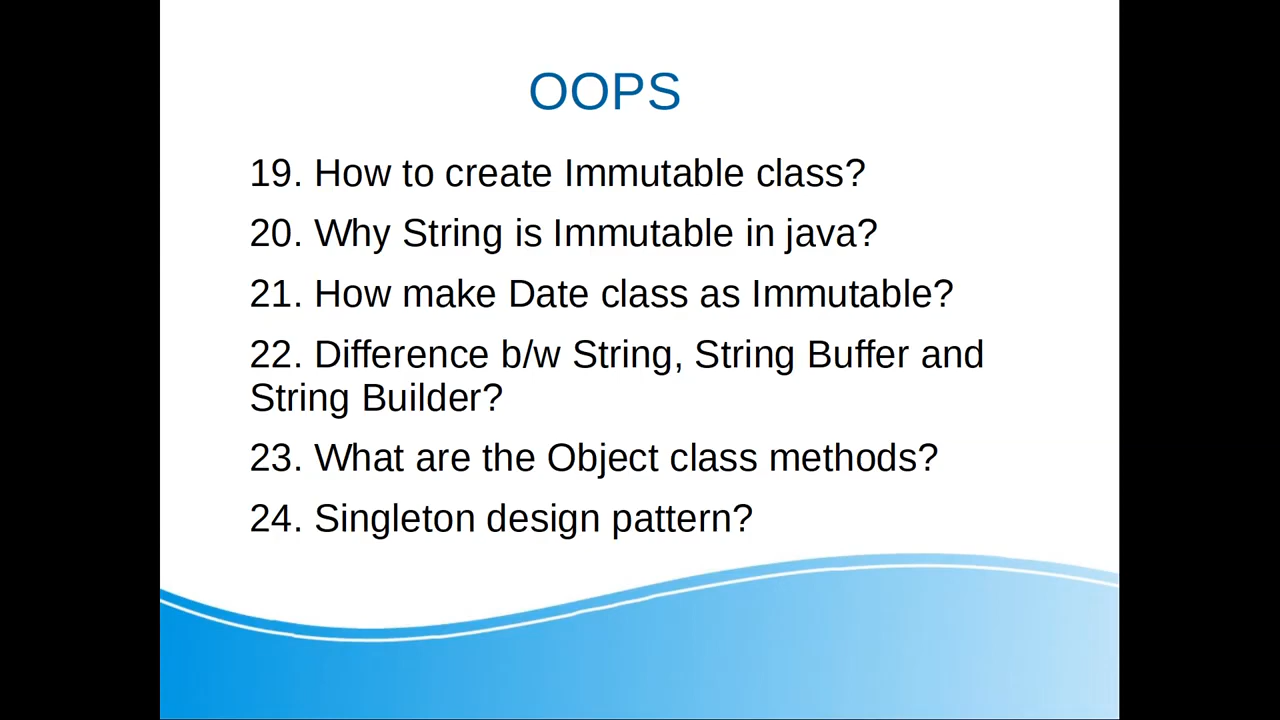 OOPS
19. How to create Immutable class?
20. Why String is Immutable in java?
21. How make Date class as Immutable?
22. Difference b/w String, String Buffer and
String Builder?
23. What are the Object class methods?
24. Singleton design pattern?